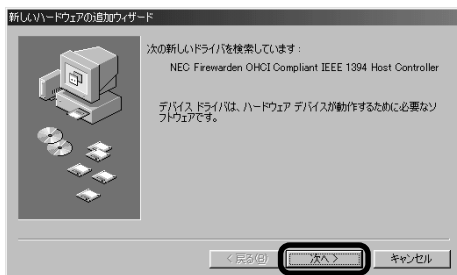 新しいハードウェアの追加ウィザード
次の新しいドライバを検索しています：
NEC Firewarden OHCI Compliant IEEE 1394 Host Controller
デバイス ドライバは、ハードウェア デバイスが動作するために必要なソ
フトウェアです。
< 戻る(B)
次へ >
キャンセル